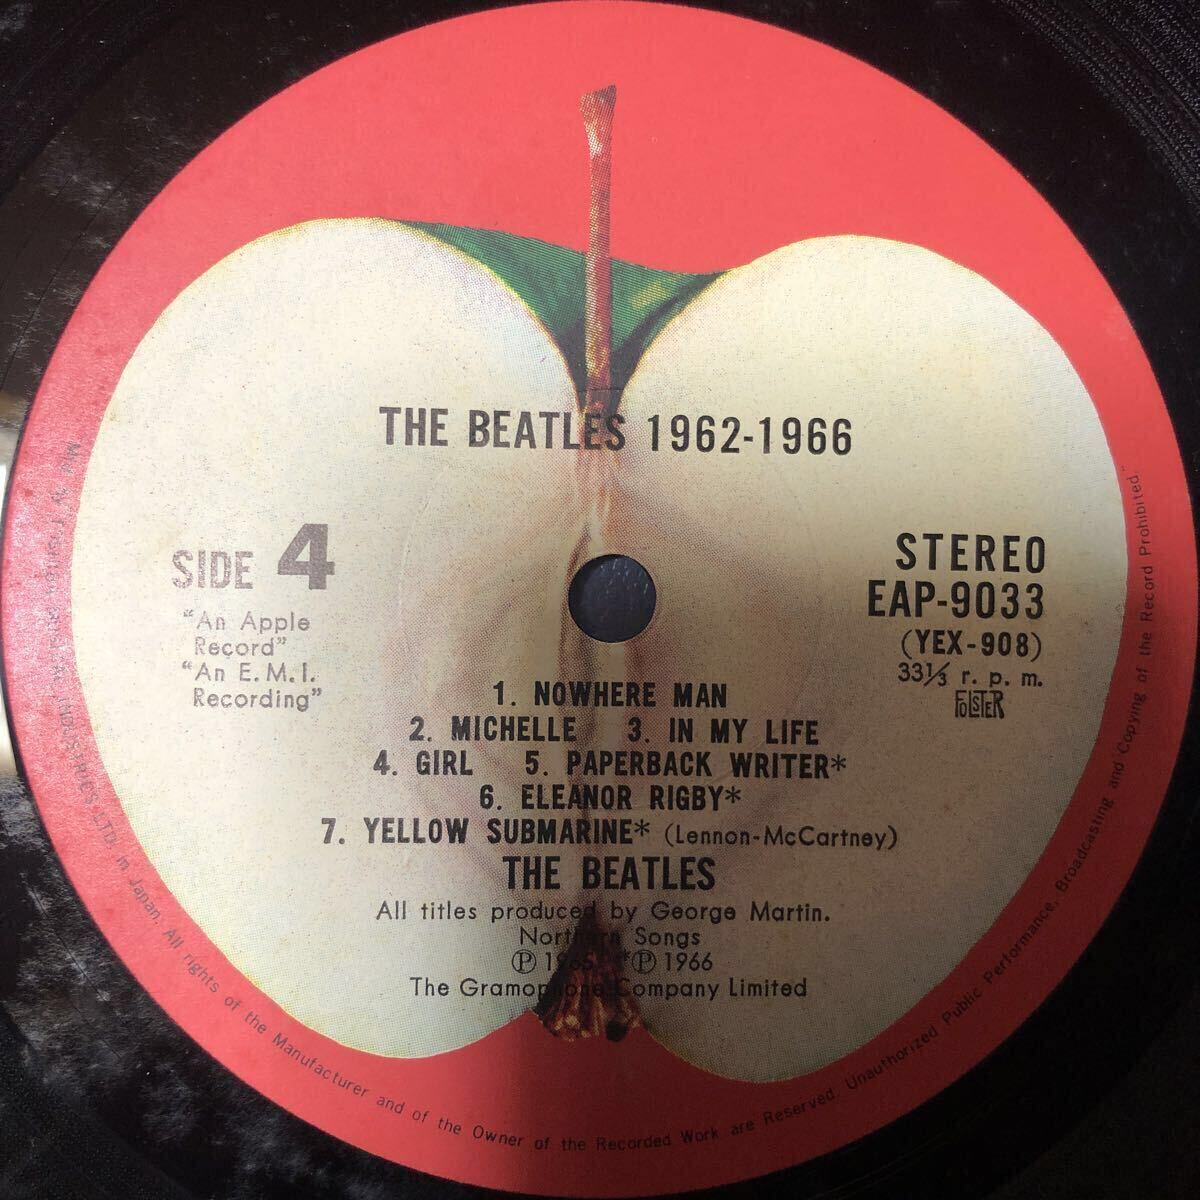 THE BEATLES 1962-1966
SIDE 4
"An Apple
Record"
"An E.M.I.
Recording"
STEREO
EAP-9033
(YEX-908)
33⅓ r. p. m.
FOLSTER
1. NOWHERE MAN
2. MICHELLE 3. IN MY LIFE
4. GIRL 5. PAPERBACK WRITER*
6. ELEANOR RIGBY*
7. YELLOW SUBMARINE* (Lennon-McCartney)
THE BEATLES
All titles produced by George Martin.
Northern Songs
Ⓟ 1965 *Ⓟ 1966
The Gramophone Company Limited
INDUSTRIES LTD. in Japan. All rights of the Manufacturer and of the Owner of the Recorded Work are Reserved. Unauthorized Public Performance, Broadcasting and Copying of the Record Prohibited."